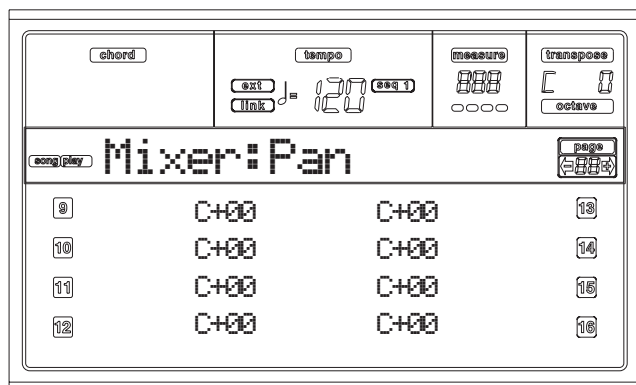 chord tempo measure transpose
ext ♩= 120 seq 1 888 C 0
link octave
song play Mixer:Pan page
88
9 C+00 C+00 13
10 C+00 C+00 14
11 C+00 C+00 15
12 C+00 C+00 16